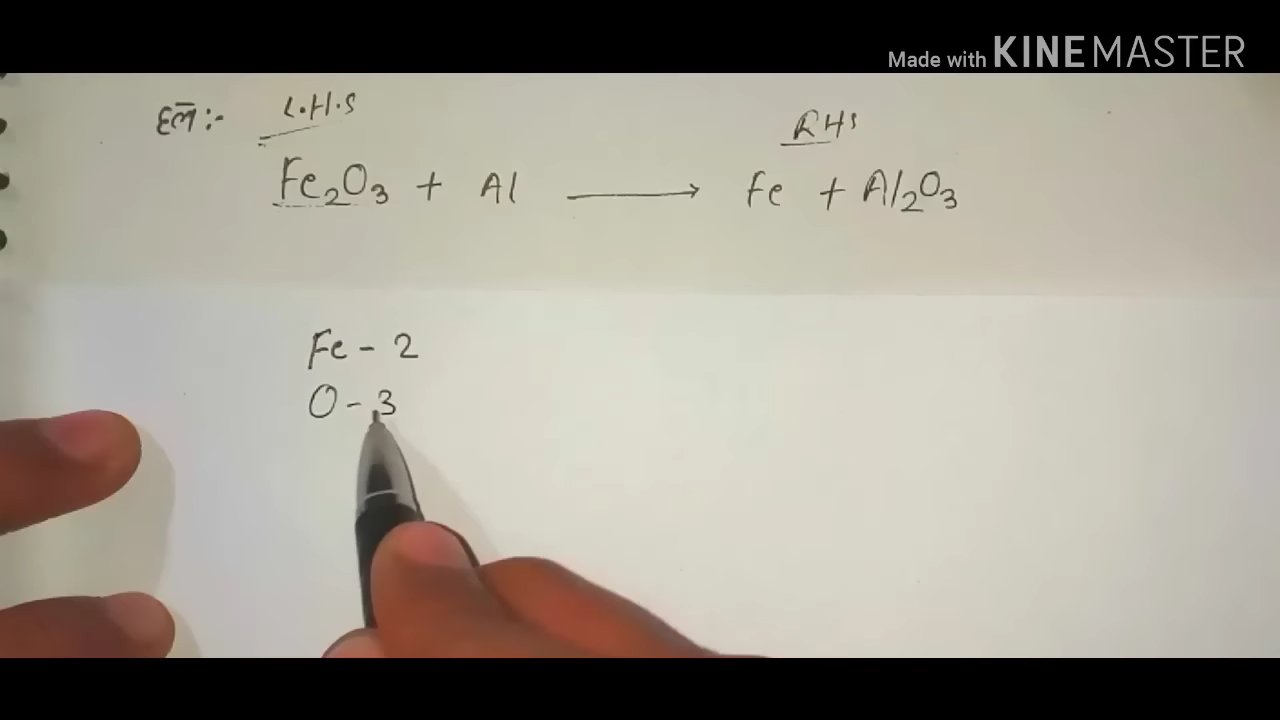 Made with KINEMASTER
हल :-
L.H.S
RHS
Fe₂O₃ + Al ⟶ Fe + Al₂O₃
Fe - 2
O - 3